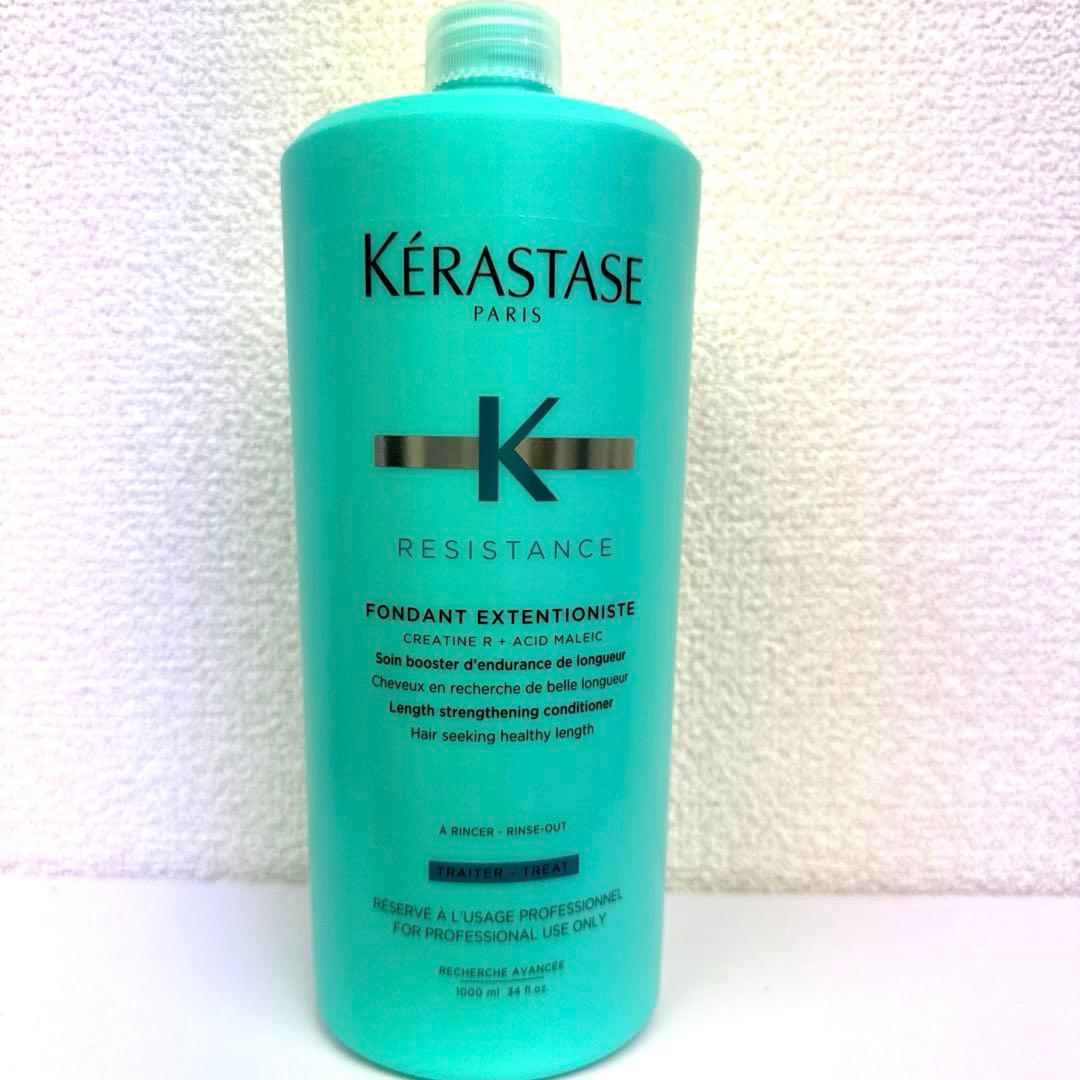 KÉRASTASE
PARIS
K
RESISTANCE
FONDANT EXTENTIONISTE
CREATINE R + ACID MALEIC
Soin booster d'endurance de longueur
Cheveux en recherche de belle longueur
Length strengthening conditioner
Hair seeking healthy length
À RINCER - RINSE-OUT
TRAITER - TREAT
RÉSERVÉ À L'USAGE PROFESSIONNEL
FOR PROFESSIONAL USE ONLY
RECHERCHE AVANCÉE
1000 ml 34 fl.oz.